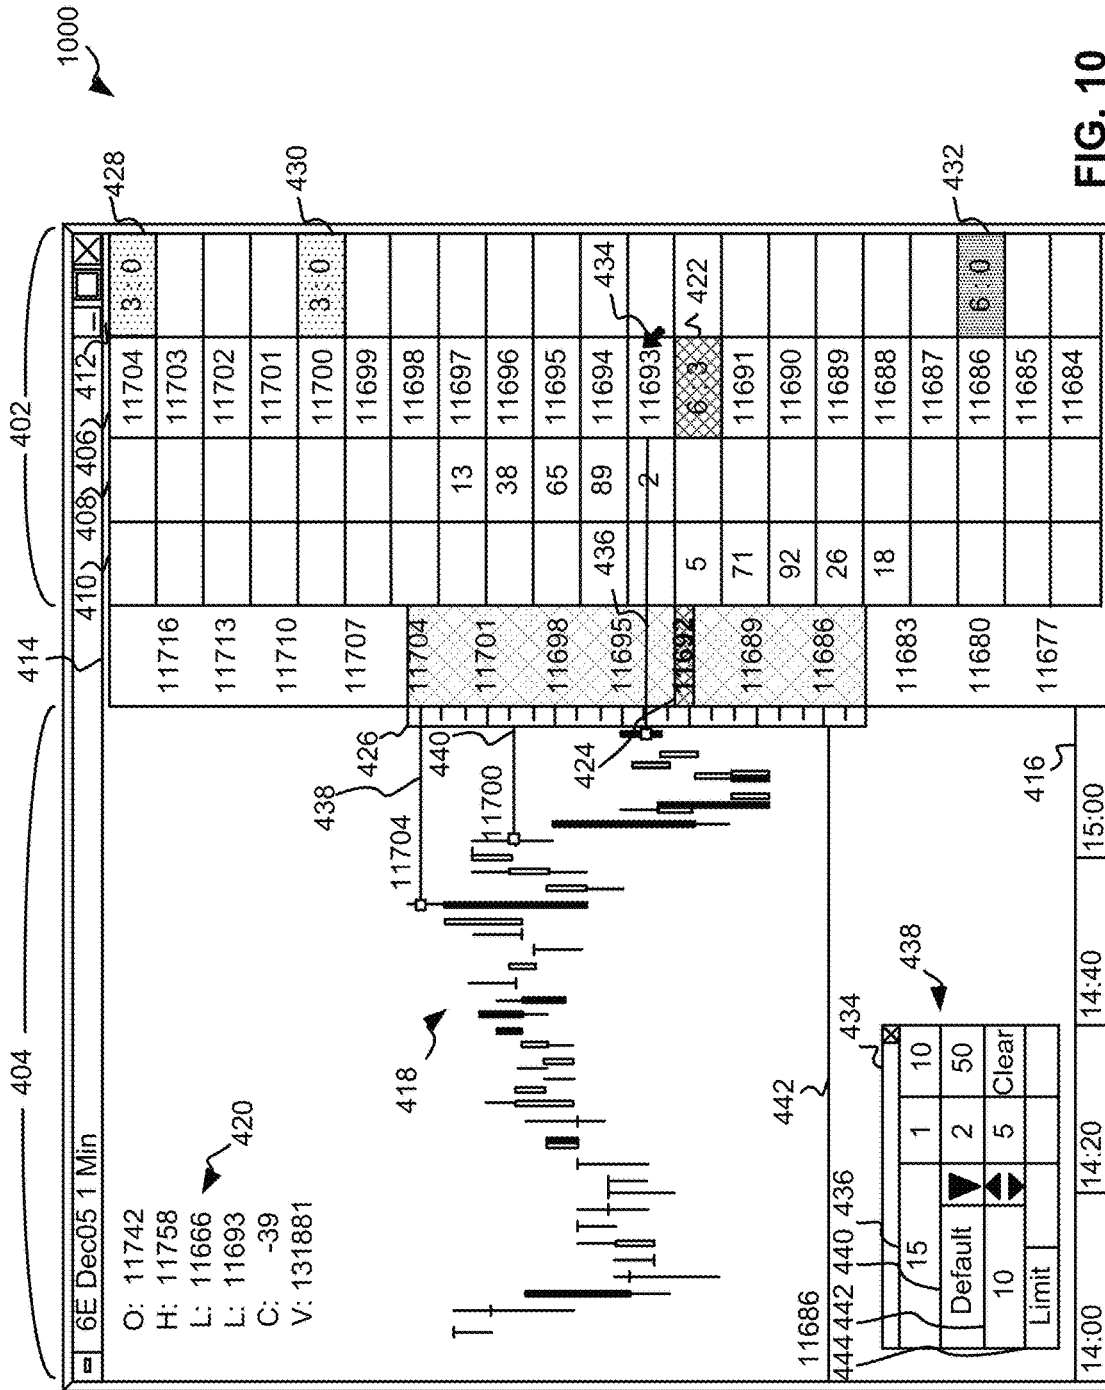 1000
402
414
404
410 408 406 412
6E Dec05 1 Min
428
430
432
434
422
436
O: 11742
H: 11758
L: 11666
L: 11693
C: -39
V: 131881
420
418
426
438
440
424
11704
11700
442
416
11716
11713
11710
11707
11704
11701
11698
11695
11692
11689
11686
11683
11680
11677
11704 3 : 0
11703
11702
11701
11700 3 : 0
11699
11698
13 11697
38 11696
65 11695
89 11694
2 11693
5 6 3
71 11691
92 11690
26 11689
18 11688
11687
11686 6 : 0
11685
11684
11686
444 442 440 436
434
438
15 1 10
Default 2 50
10 5 Clear
Limit
14:00 14:20 14:40 15:00
FIG. 10